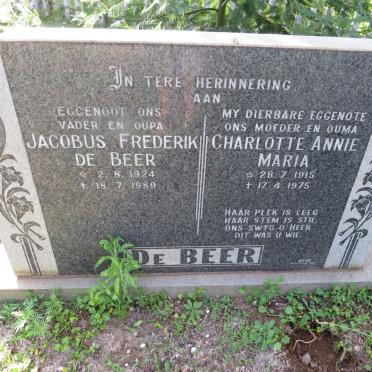 In tere herinnering
aan
Eggenoot ons
vader en oupa
Jacobus Frederik
de Beer
☆ 2.8.1924
✝ 18.7.1989
my dierbare eggenote
ons moeder en ouma
Charlotte Annie
Maria
☆ 28.7.1915
✝ 17.4.1975
Haar plek is leeg
Haar stem is stil
Ons swyg o'Heer
Dit was U wil.
De Beer